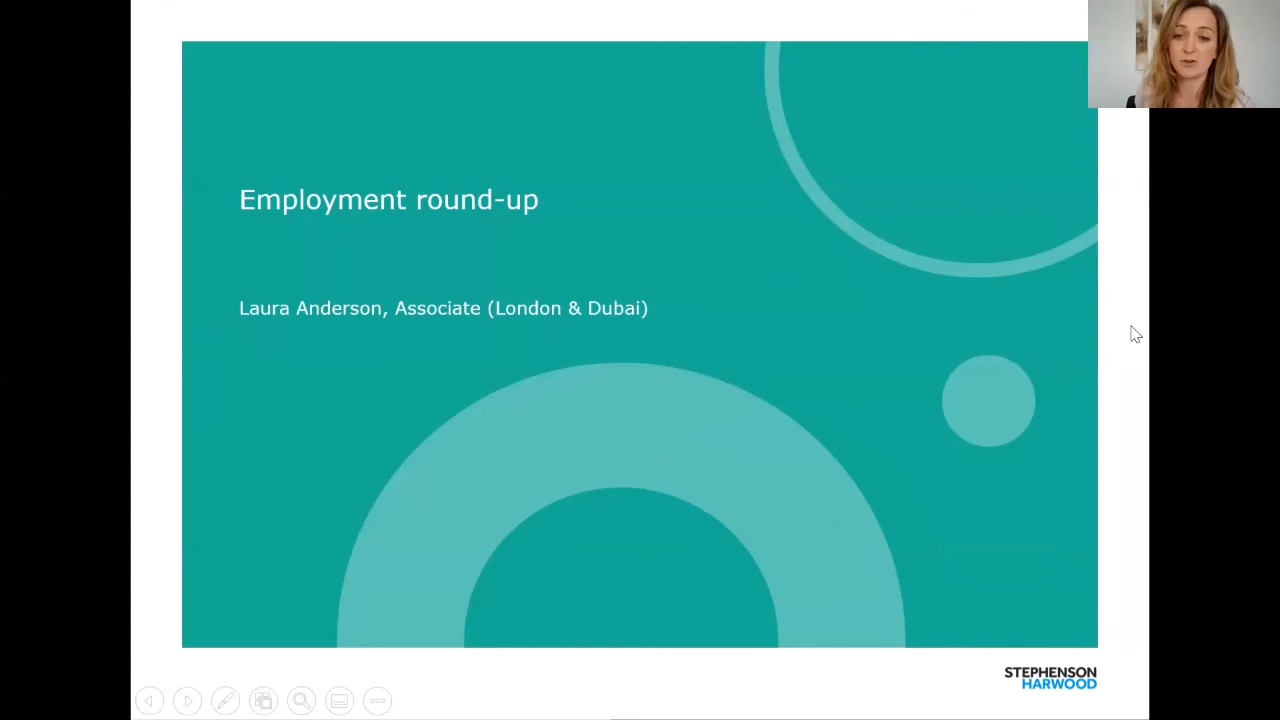 Employment round-up
Laura Anderson, Associate (London & Dubai)
STEPHENSON
HARWOOD